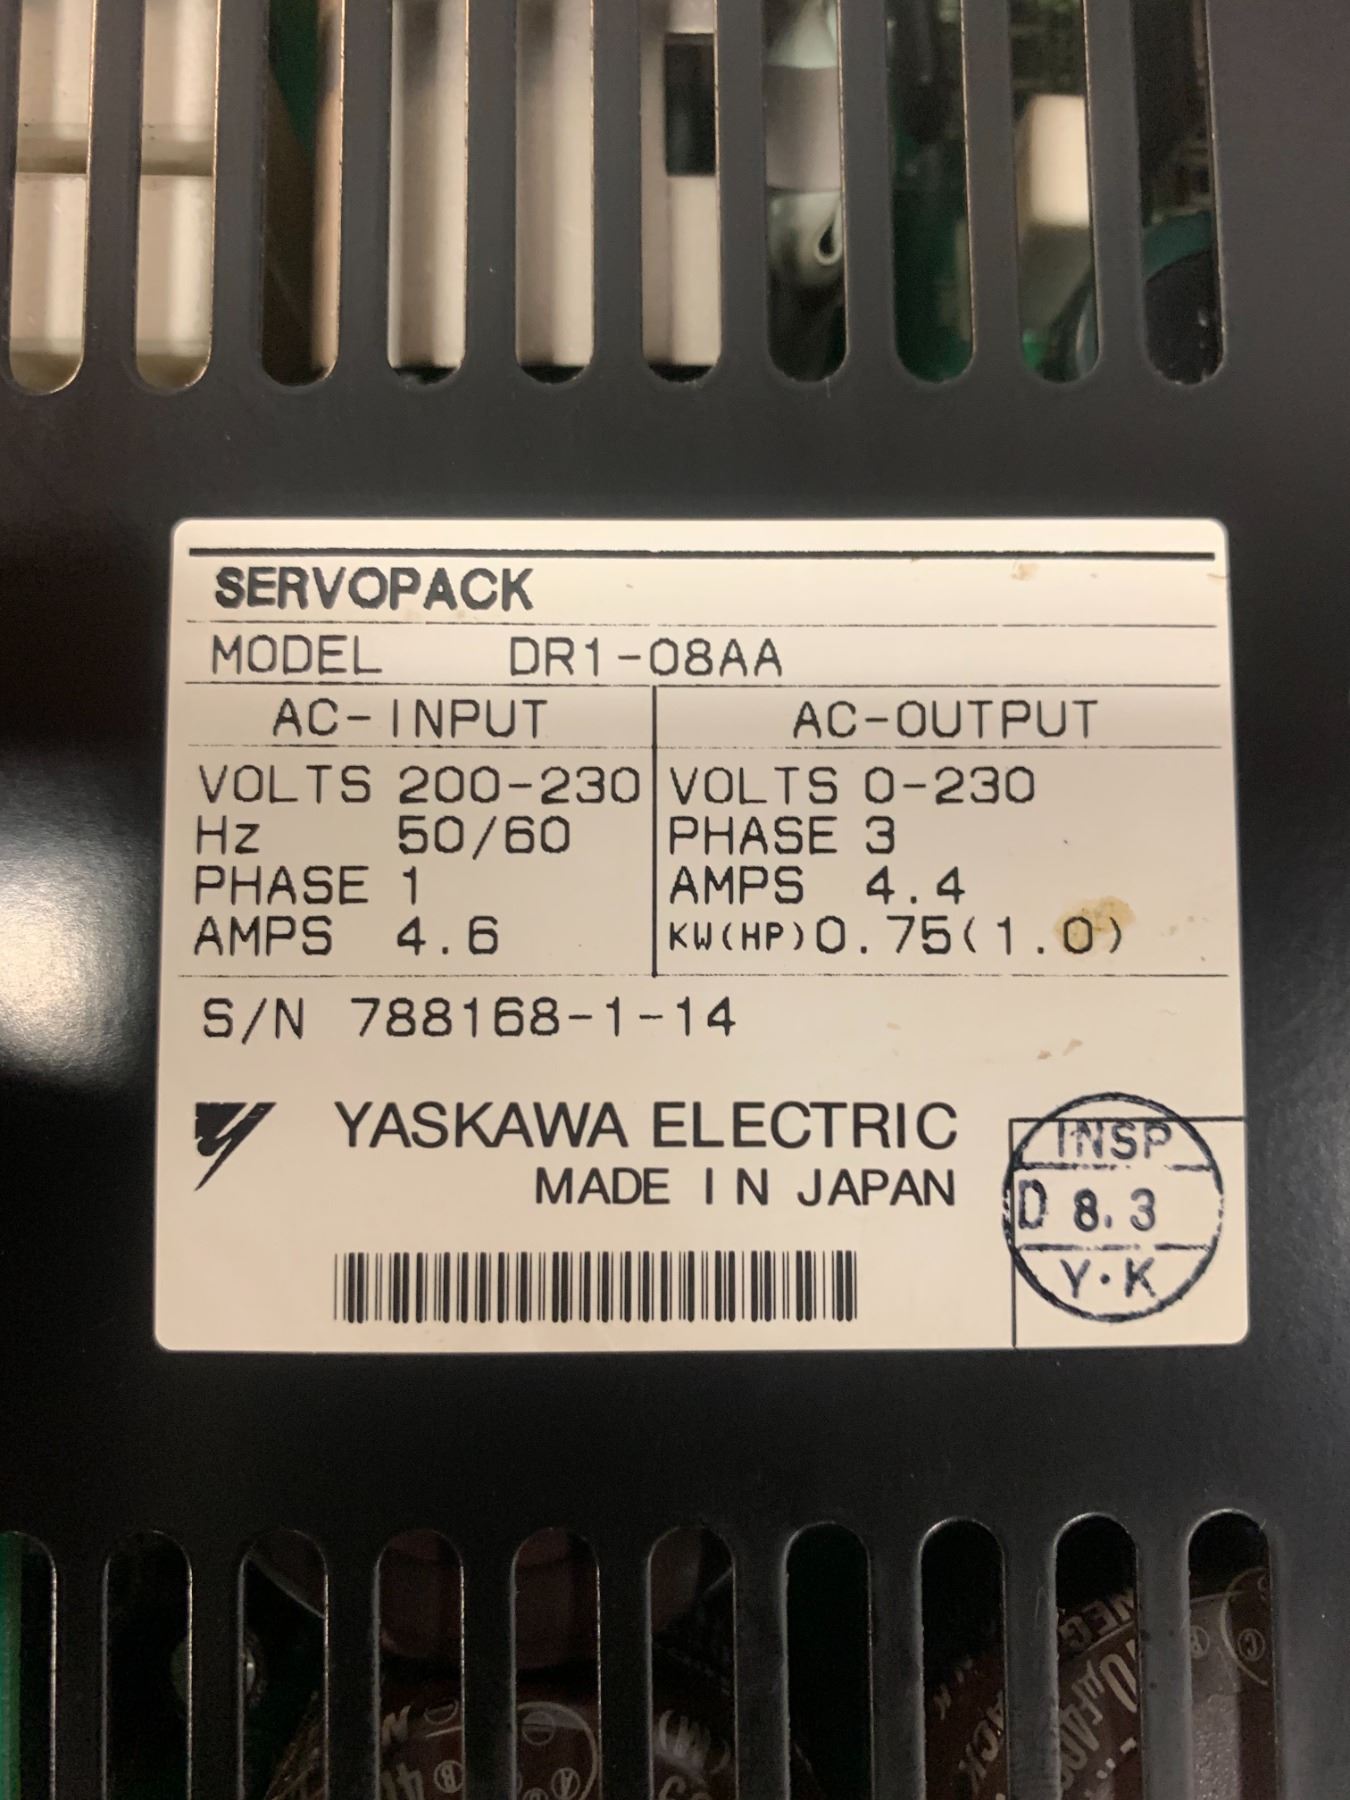 SERVOPACK
MODEL DR1-08AA
AC-INPUT AC-OUTPUT
VOLTS 200-230 VOLTS 0-230
Hz 50/60 PHASE 3
PHASE 1 AMPS 4.4
AMPS 4.6 KW(HP)0.75(1.0)
S/N 788168-1-14
YASKAWA ELECTRIC
MADE IN JAPAN
INSP
D 8.3
Y·K